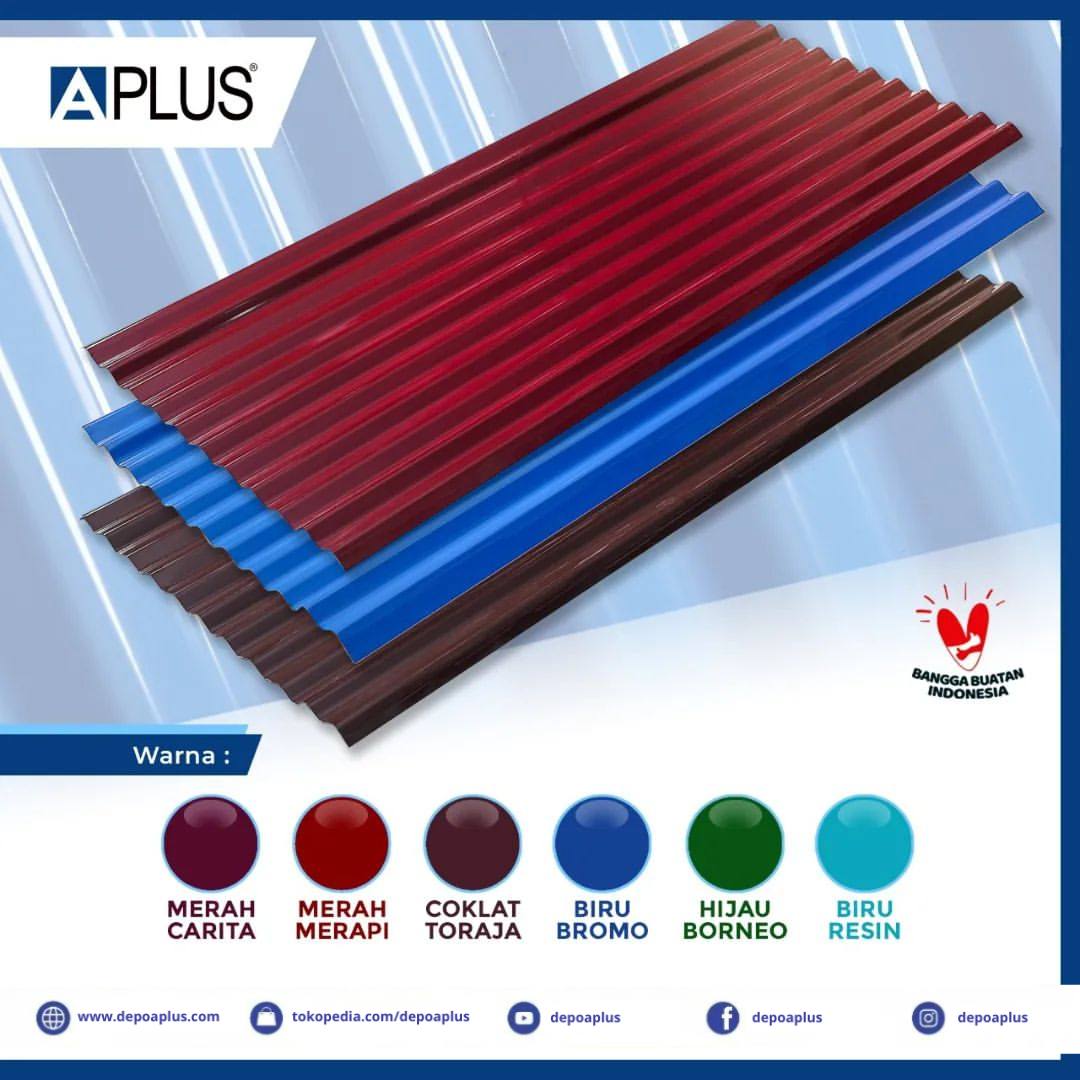 APLUS®
BANGGA BUATAN
INDONESIA
Warna :
MERAH
CARITA
MERAH
MERAPI
COKLAT
TORAJA
BIRU
BROMO
HIJAU
BORNEO
BIRU
RESIN
www.depoaplus.com
tokopedia.com/depoaplus
depoaplus
depoaplus
depoaplus